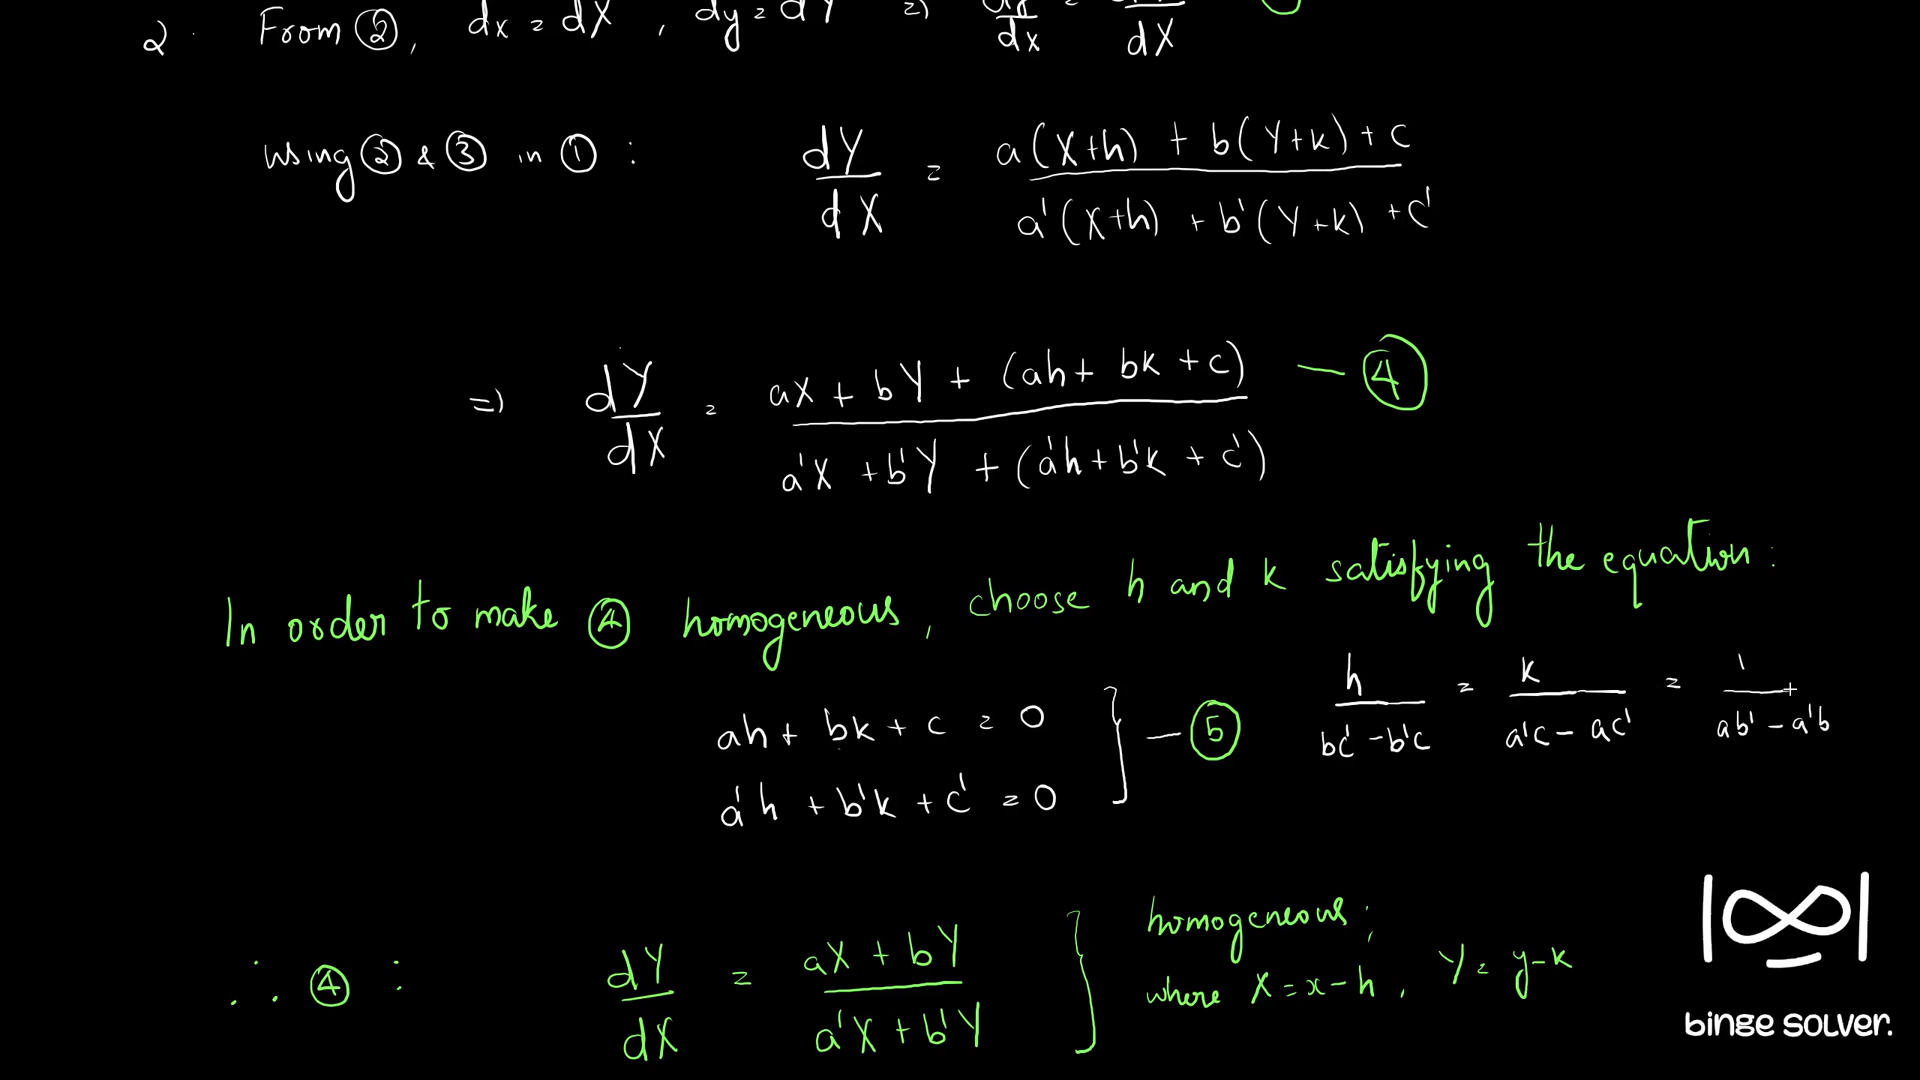 2. From ②, dx = dX , dy = dY => dy/dx = dY/dX
using ② & ③ in ① : dY/dX = a(X+h) + b(Y+k) + c / a'(X+h) + b'(Y+k) + c'
=> dY/dX = aX + bY + (ah + bk + c) / a'X + b'Y + (a'h + b'k + c') — ④
In order to make ④ homogeneous, choose h and k satisfying the equation :
ah + bk + c = 0
a'h + b'k + c' = 0
} — ⑤
h/bc' - b'c = k/a'c - ac' = 1/ab' - a'b
∴ ④ : dY/dX = aX + bY / a'X + b'Y }
homogeneous ;
where X = x - h , Y = y - k
binge solver.